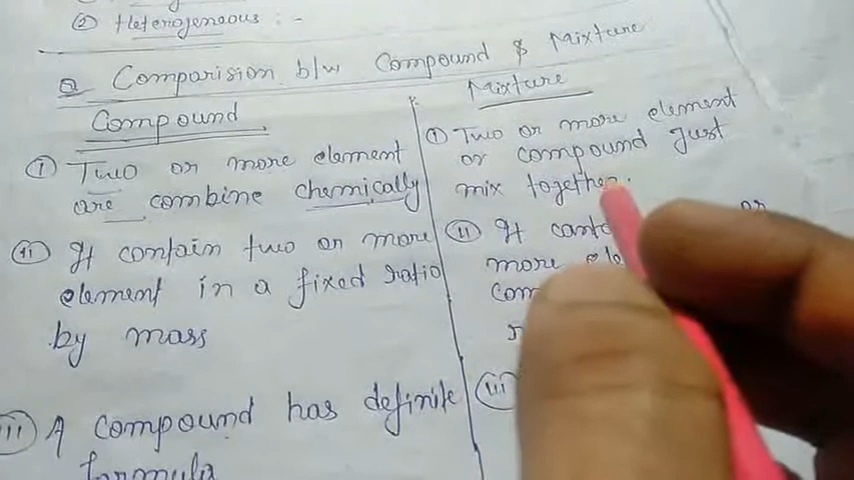 ② Heterogeneous :-
Q Comparision b/w Compound & Mixture
Compound
① Two or more element
are combine chemically
ii It contain two or more
element in a fixed ratio
by mass
iii A compound has definite
formula
Mixture
① Two or more element
or compound Just
mix together.
ii It or
more
iii